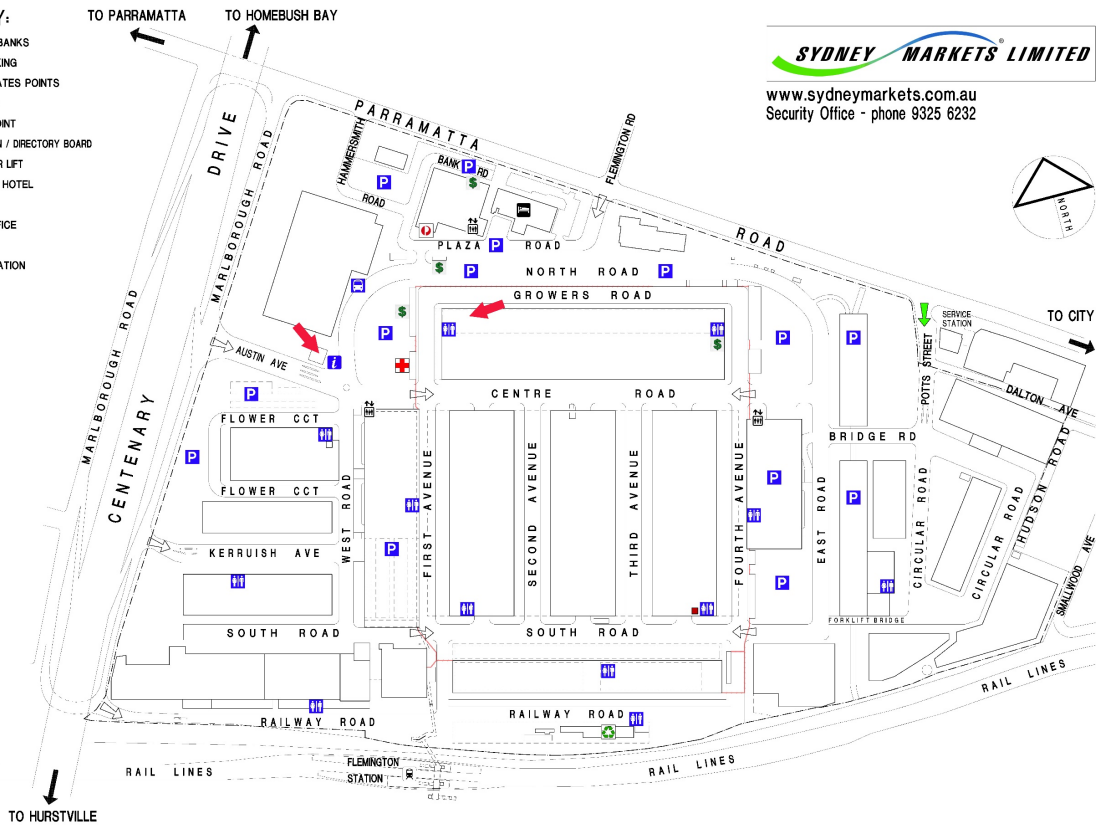 TO PARRAMATTA
TO HOMEBUSH BAY
Y:
BANKS
KING
ATES POINTS
OINT
N / DIRECTORY BOARD
R LIFT
HOTEL
FICE
ATION
SYDNEY MARKETS LIMITED
®
www.sydneymarkets.com.au
Security Office - phone 9325 6232
NORTH
DRIVE
MARLBOROUGH ROAD
PARRAMATTA
ROAD
HAMMERSMITH
ROAD
BANK RD
P
P
$
FLEMINGTON RD
PLAZA P ROAD
$
P
NORTH ROAD
P
GROWERS ROAD
$
P
P
P
$
SERVICE
STATION
TO CITY
POTTS STREET
MARLBOROUGH ROAD
AUSTIN AVE
i
P
CENTRE ROAD
DALTON AVE
CENTENARY
FLOWER CCT
P
FLOWER CCT
BRIDGE RD
WEST ROAD
FIRST AVENUE
SECOND AVENUE
THIRD AVENUE
FOURTH AVENUE
P
EAST ROAD
P
CIRCULAR ROAD
CIRCULAR ROAD
HUDSON ROAD
SMALLWOOD AVE
KERRUISH AVE
P
P
SOUTH ROAD
SOUTH ROAD
FORKLIFT BRIDGE
RAILWAY ROAD
RAILWAY ROAD
RAIL LINES
FLEMINGTON
STATION
RAIL LINES
RAIL LINES
TO HURSTVILLE